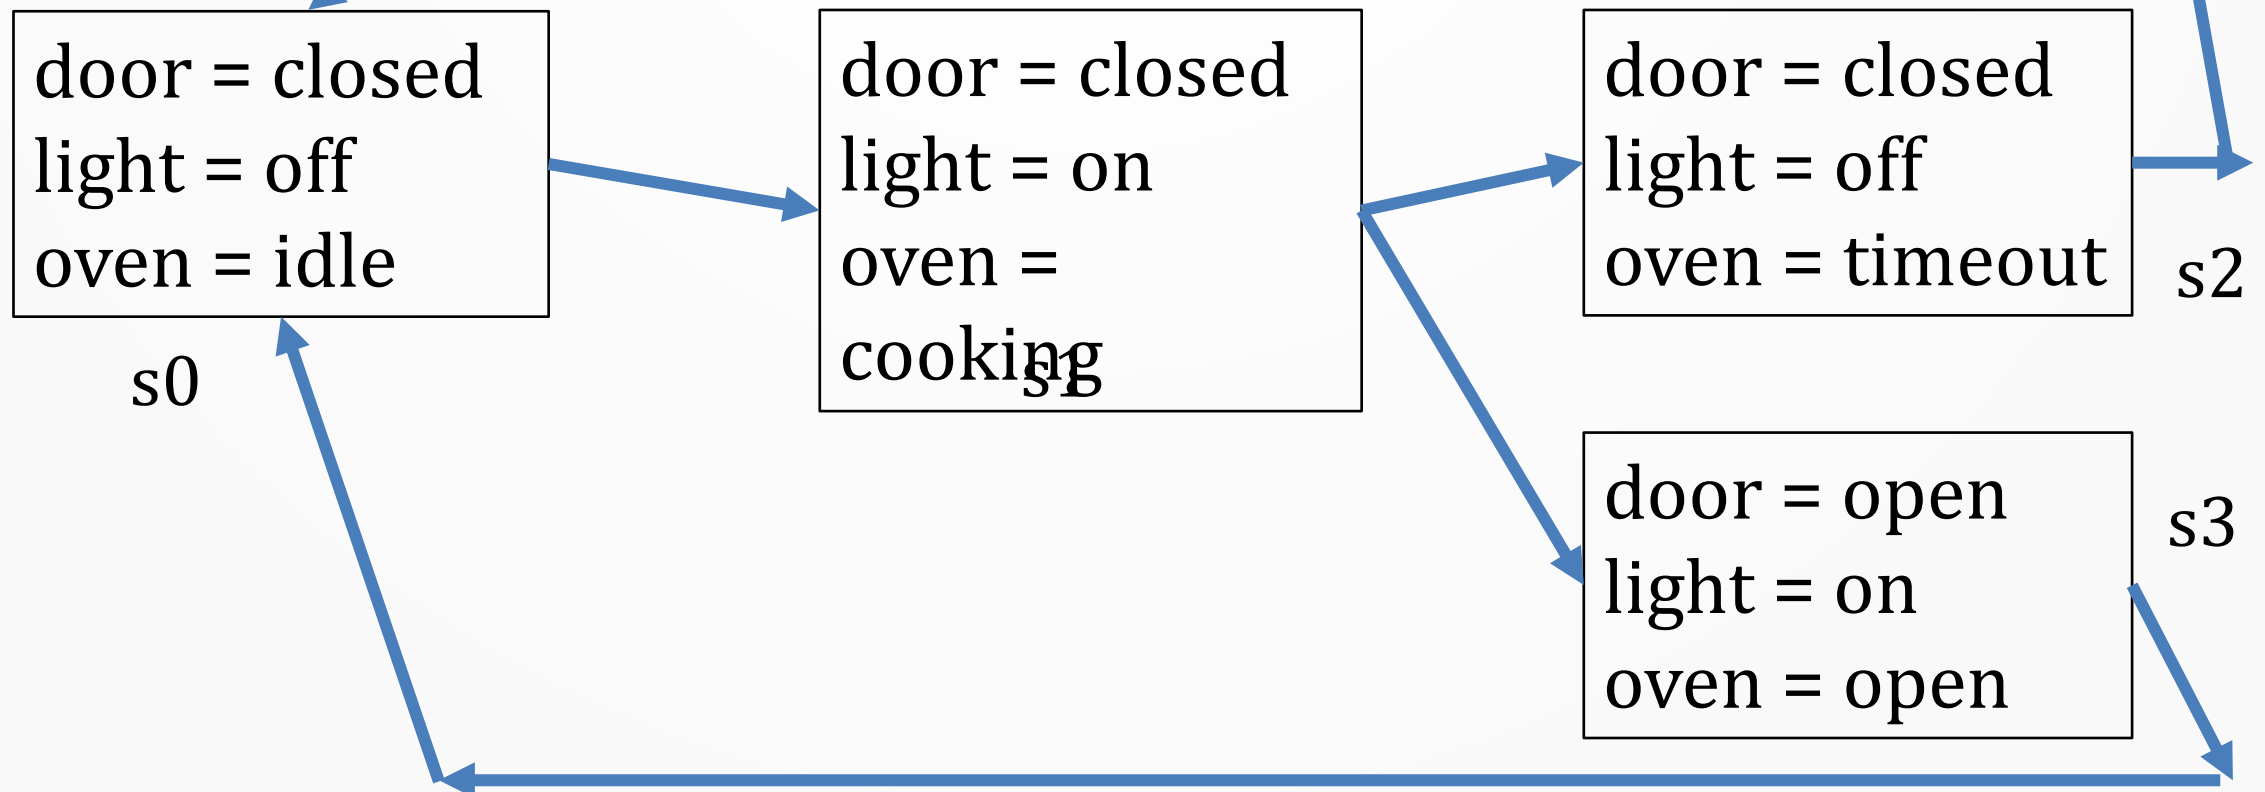 door = closed
light = off
oven = idle
s0
door = closed
light = on
oven =
cooking
s1
door = closed
light = off
oven = timeout
s2
door = open
light = on
oven = open
s3